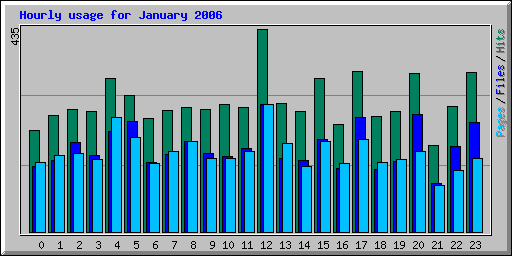 Hourly usage for January 2006
435
Pages / Files / Hits
0 1 2 3 4 5 6 7 8 9 10 11 12 13 14 15 16 17 18 19 20 21 22 23